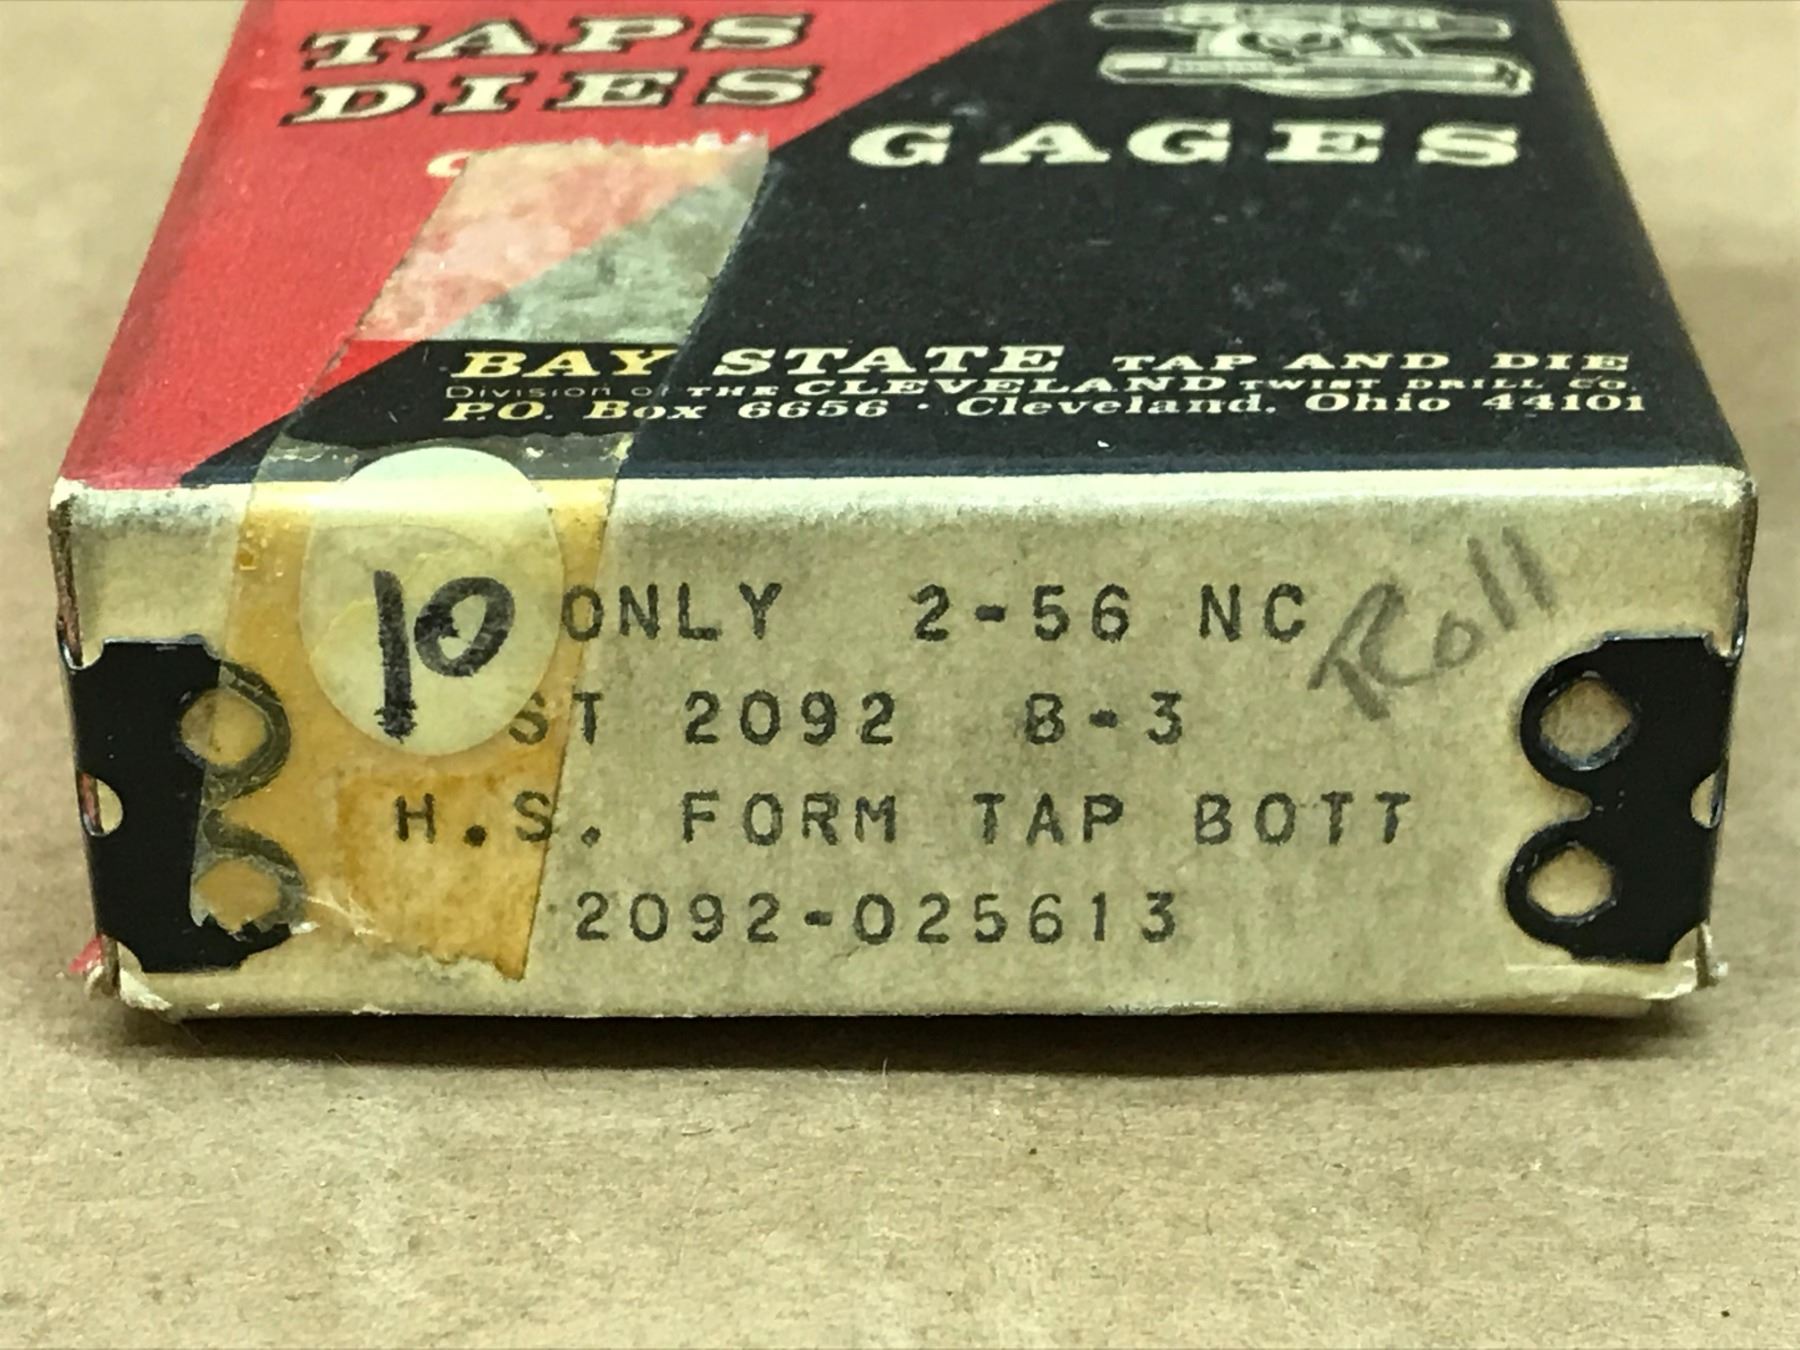 TAPS
DIES
GAGES
BAY STATE TAP AND DIE
Division of THE CLEVELAND TWIST DRILL CO.
P.O. Box 6656 · Cleveland, Ohio 44101
10 ONLY 2-56 NC Roll
ST 2092 B-3
H.S. FORM TAP BOTT
2092-025613